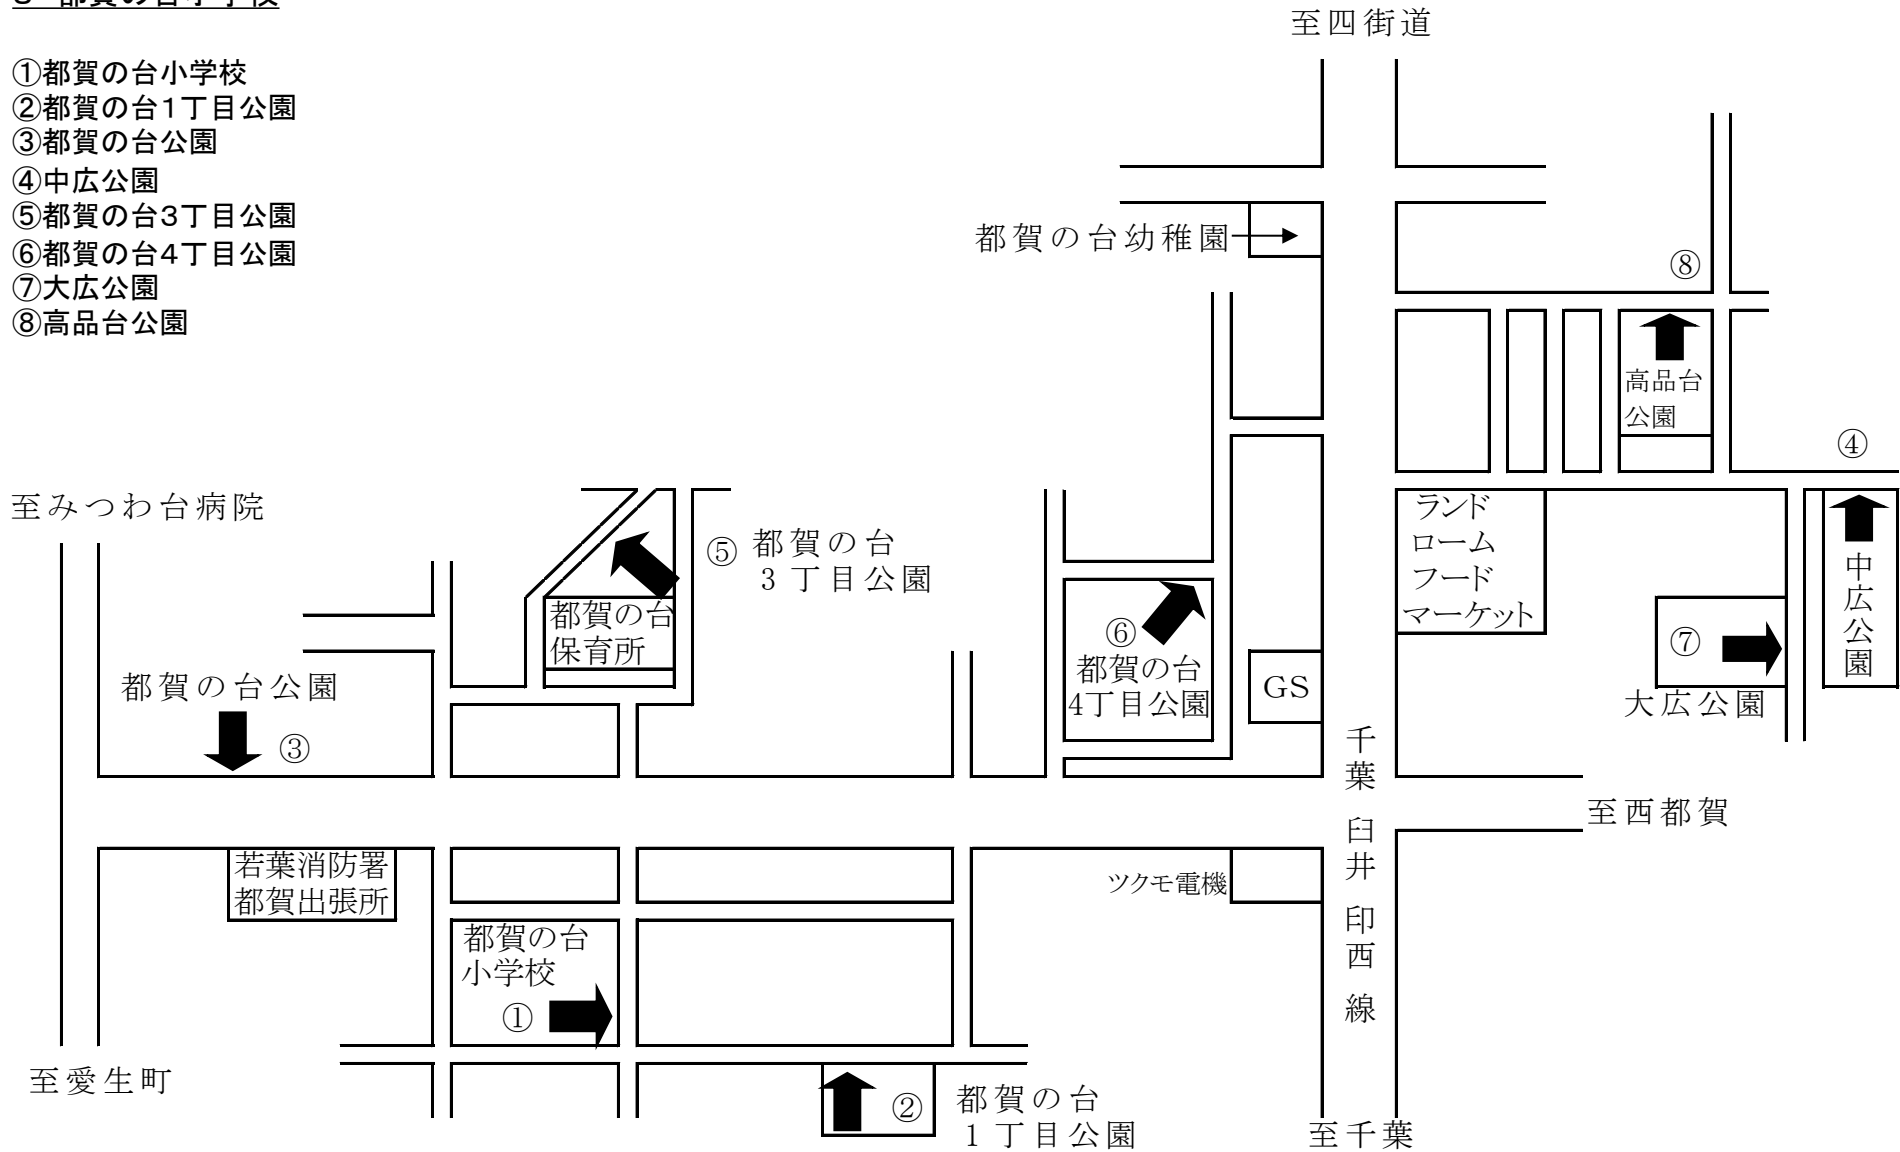 至四街道
①都賀の台小学校
②都賀の台1丁目公園
③都賀の台公園
④中広公園
⑤都賀の台3丁目公園
⑥都賀の台4丁目公園
⑦大広公園
⑧高品台公園
都賀の台幼稚園
⑧
高品台
公園
④
至みつわ台病院
⑤
都賀の台
3丁目公園
ランド
ローム
フード
マーケット
中
広
公
園
都賀の台
保育所
⑥
都賀の台
4丁目公園
⑦
大広公園
GS
都賀の台公園
③
千葉臼井印西線
至西都賀
若葉消防署
都賀出張所
ツクモ電機
都賀の台
小学校
①
至愛生町
②
都賀の台
1丁目公園
至千葉